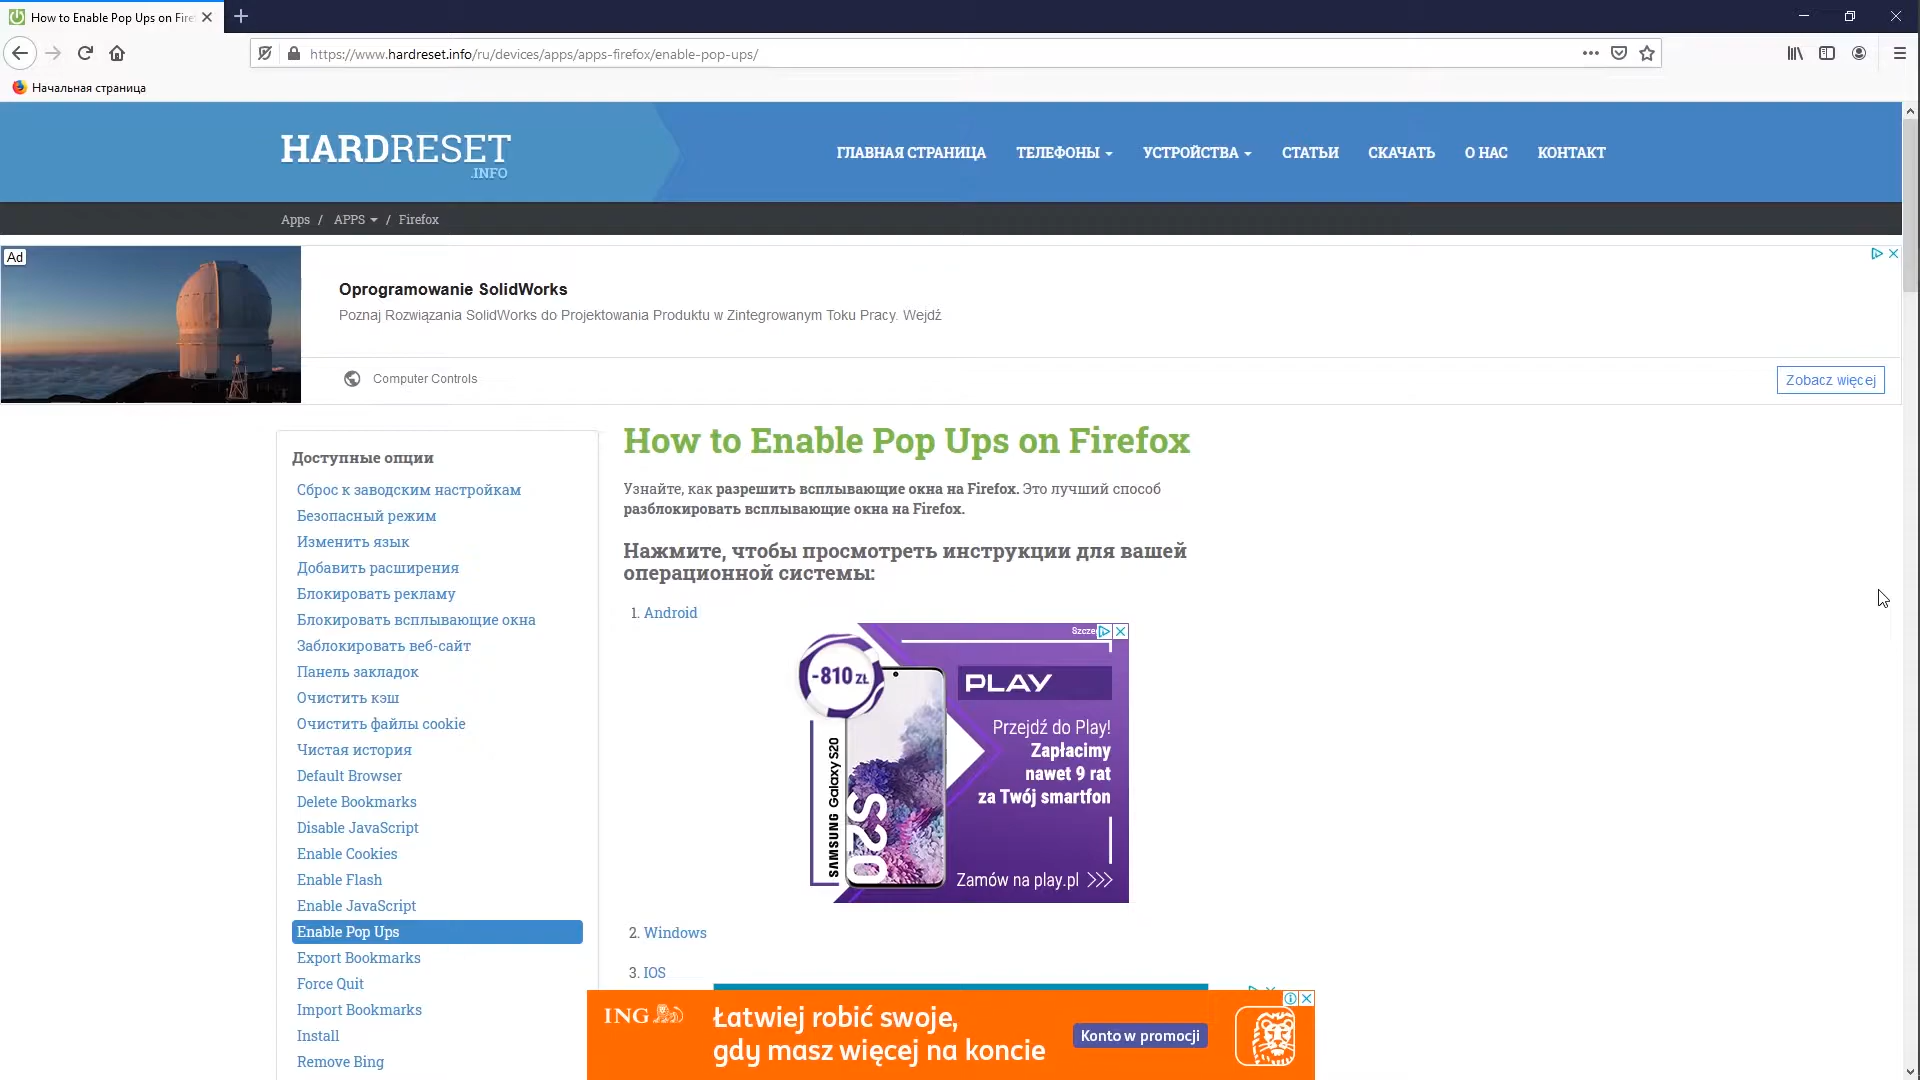 How to Enable Pop Ups on Fire
https://www.hardreset.info/ru/devices/apps/apps-firefox/enable-pop-ups/
Начальная страница
HARDRESET
.INFO
ГЛАВНАЯ СТРАНИЦА
ТЕЛЕФОНЫ
УСТРОЙСТВА
СТАТЬИ
СКАЧАТЬ
О НАС
КОНТАКТ
Apps / APPS / Firefox
Ad
Oprogramowanie SolidWorks
Poznaj Rozwiązania SolidWorks do Projektowania Produktu w Zintegrowanym Toku Pracy. Wejdź
Computer Controls
Zobacz więcej
Доступные опции
Сброс к заводским настройкам
Безопасный режим
Изменить язык
Добавить расширения
Блокировать рекламу
Блокировать всплывающие окна
Заблокировать веб-сайт
Панель закладок
Очистить кэш
Очистить файлы cookie
Чистая история
Default Browser
Delete Bookmarks
Disable JavaScript
Enable Cookies
Enable Flash
Enable JavaScript
Enable Pop Ups
Export Bookmarks
Force Quit
Import Bookmarks
Install
Remove Bing
How to Enable Pop Ups on Firefox
Узнайте, как разрешить всплывающие окна на Firefox. Это лучший способ
разблокировать всплывающие окна на Firefox.
Нажмите, чтобы просмотреть инструкции для вашей
операционной системы:
1. Android
Szcze
-810 ZŁ
PLAY
SAMSUNG Galaxy S20
S20
Przejdź do Play!
Zapłacimy
nawet 9 rat
za Twój smartfon
Zamów na play.pl >>>
2. Windows
3. IOS
ING
Łatwiej robić swoje,
gdy masz więcej na koncie
Konto w promocji